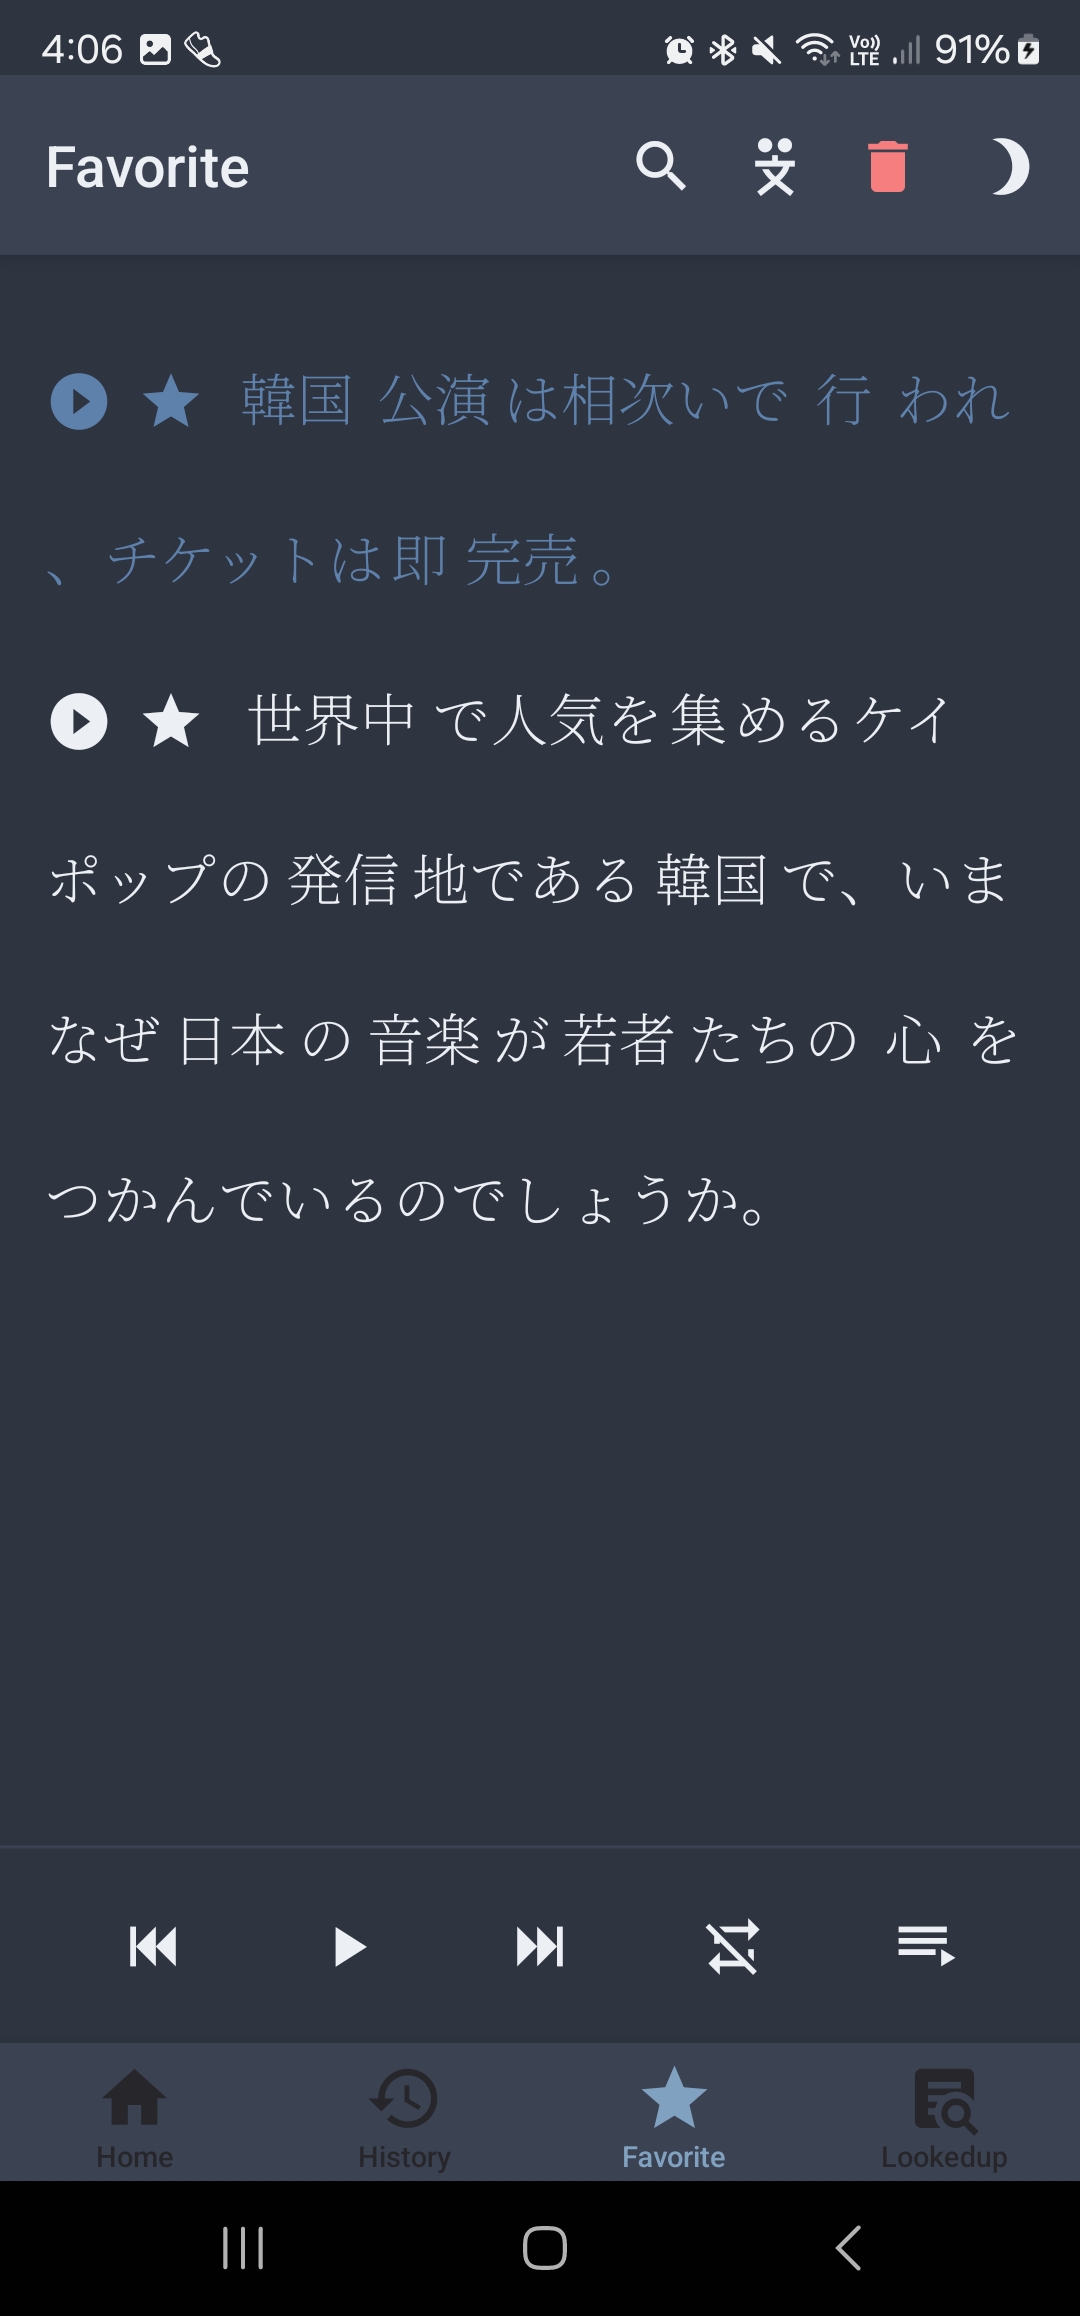 4:06 Vo)) LTE 91%
Favorite
韓国 公演 は相次いで 行 われ
、チケットは即 完売。
世界中 で人気を集めるケイ
ポップの 発信 地である 韓国 で、いま
なぜ 日本 の 音楽 が 若者 たちの 心 を
つかんでいるのでしょうか。
Home History Favorite Lookedup